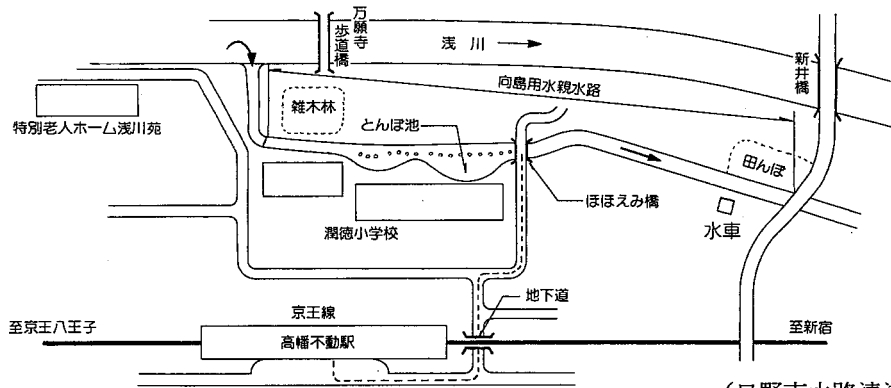 万願寺
歩道橋
浅川
新井橋
向島用水親水路
雑木林
とんぼ池
特別老人ホーム浅川苑
田んぼ
ほほえみ橋
水車
潤徳小学校
地下道
京王線
至京王八王子
高幡不動駅
至新宿